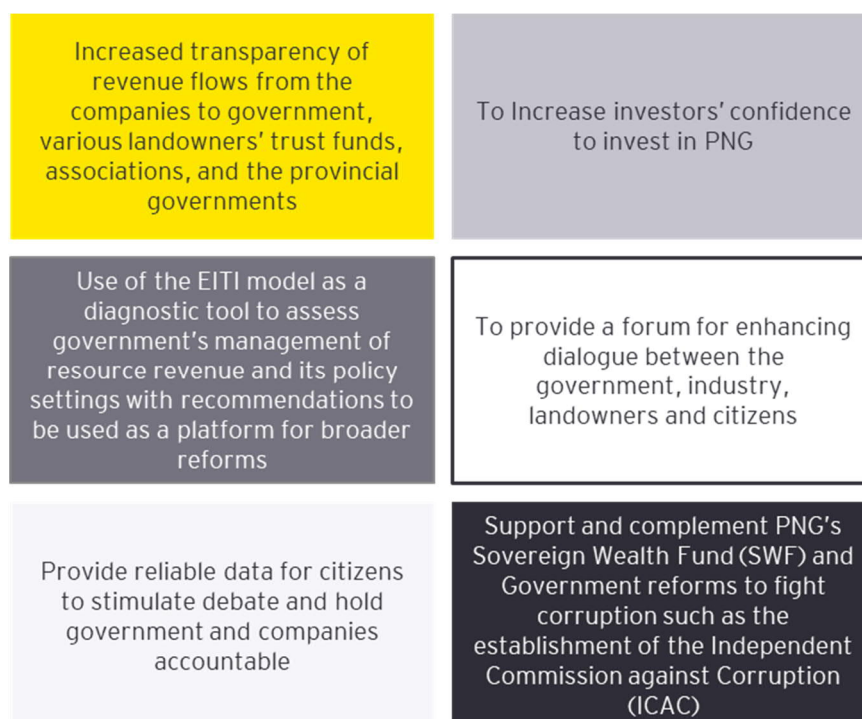 Increased transparency of
revenue flows from the
companies to government,
various landowners' trust funds,
associations, and the provincial
governments
To Increase investors' confidence
to invest in PNG
Use of the EITI model as a
diagnostic tool to assess
government's management of
resource revenue and its policy
settings with recommendations to
be used as a platform for broader
reforms
To provide a forum for enhancing
dialogue between the
government, industry,
landowners and citizens
Provide reliable data for citizens
to stimulate debate and hold
government and companies
accountable
Support and complement PNG's
Sovereign Wealth Fund (SWF) and
Government reforms to fight
corruption such as the
establishment of the Independent
Commission against Corruption
(ICAC)